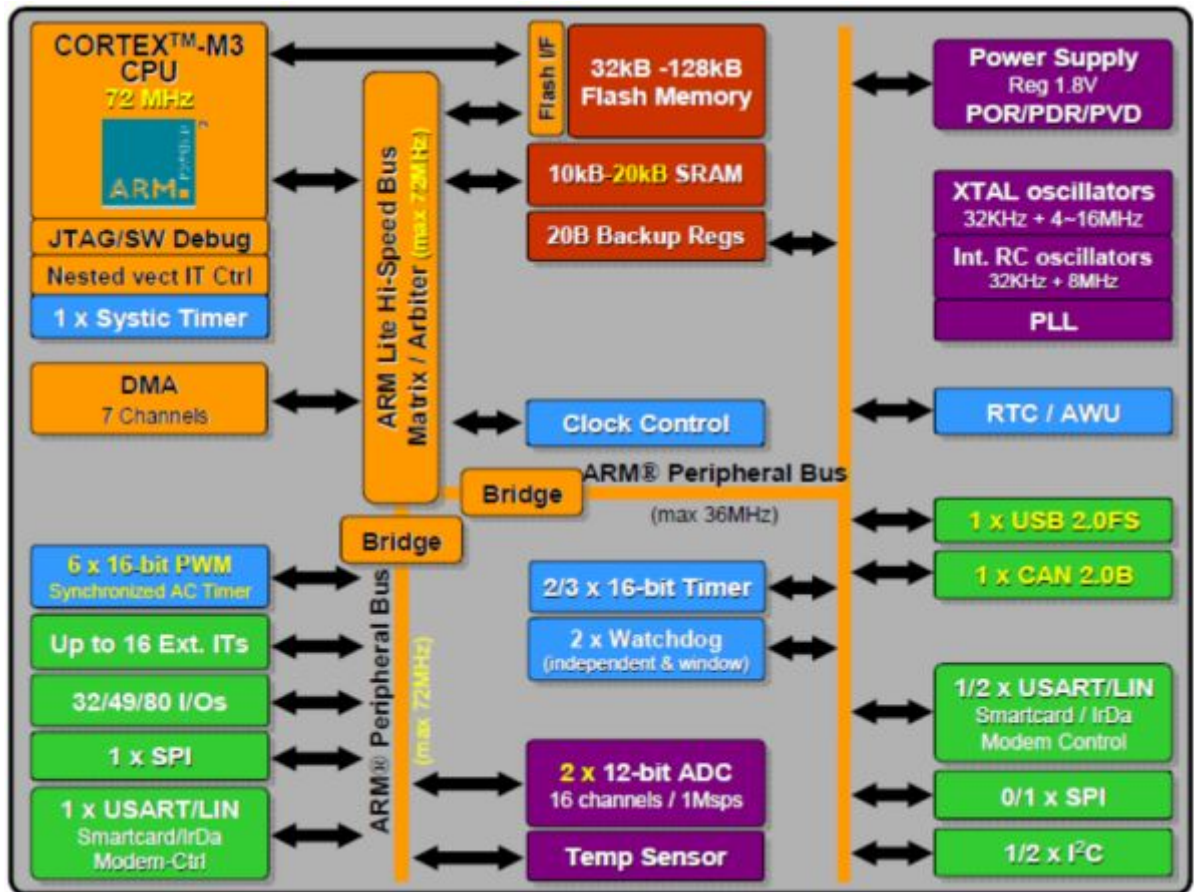 CORTEX™-M3
CPU
72 MHz
ARM
JTAG/SW Debug
Nested vect IT Ctrl
1 x Systic Timer
DMA
7 Channels
ARM Lite Hi-Speed Bus
Matrix / Arbiter (max 72MHz)
Flash I/F
32kB -128kB
Flash Memory
10kB-20kB SRAM
20B Backup Regs
Clock Control
ARM® Peripheral Bus
(max 36MHz)
Bridge
Bridge
Power Supply
Reg 1.8V
POR/PDR/PVD
XTAL oscillators
32KHz + 4~16MHz
Int. RC oscillators
32KHz + 8MHz
PLL
RTC / AWU
1 x USB 2.0FS
1 x CAN 2.0B
1/2 x USART/LIN
Smartcard / IrDa
Modem Control
0/1 x SPI
1/2 x I²C
6 x 16-bit PWM
Synchronized AC Timer
Up to 16 Ext. ITs
32/49/80 I/Os
1 x SPI
1 x USART/LIN
Smartcard/IrDa
Modem-Ctrl
ARM® Peripheral Bus
(max 72MHz)
2/3 x 16-bit Timer
2 x Watchdog
(independent & window)
2 x 12-bit ADC
16 channels / 1Msps
Temp Sensor